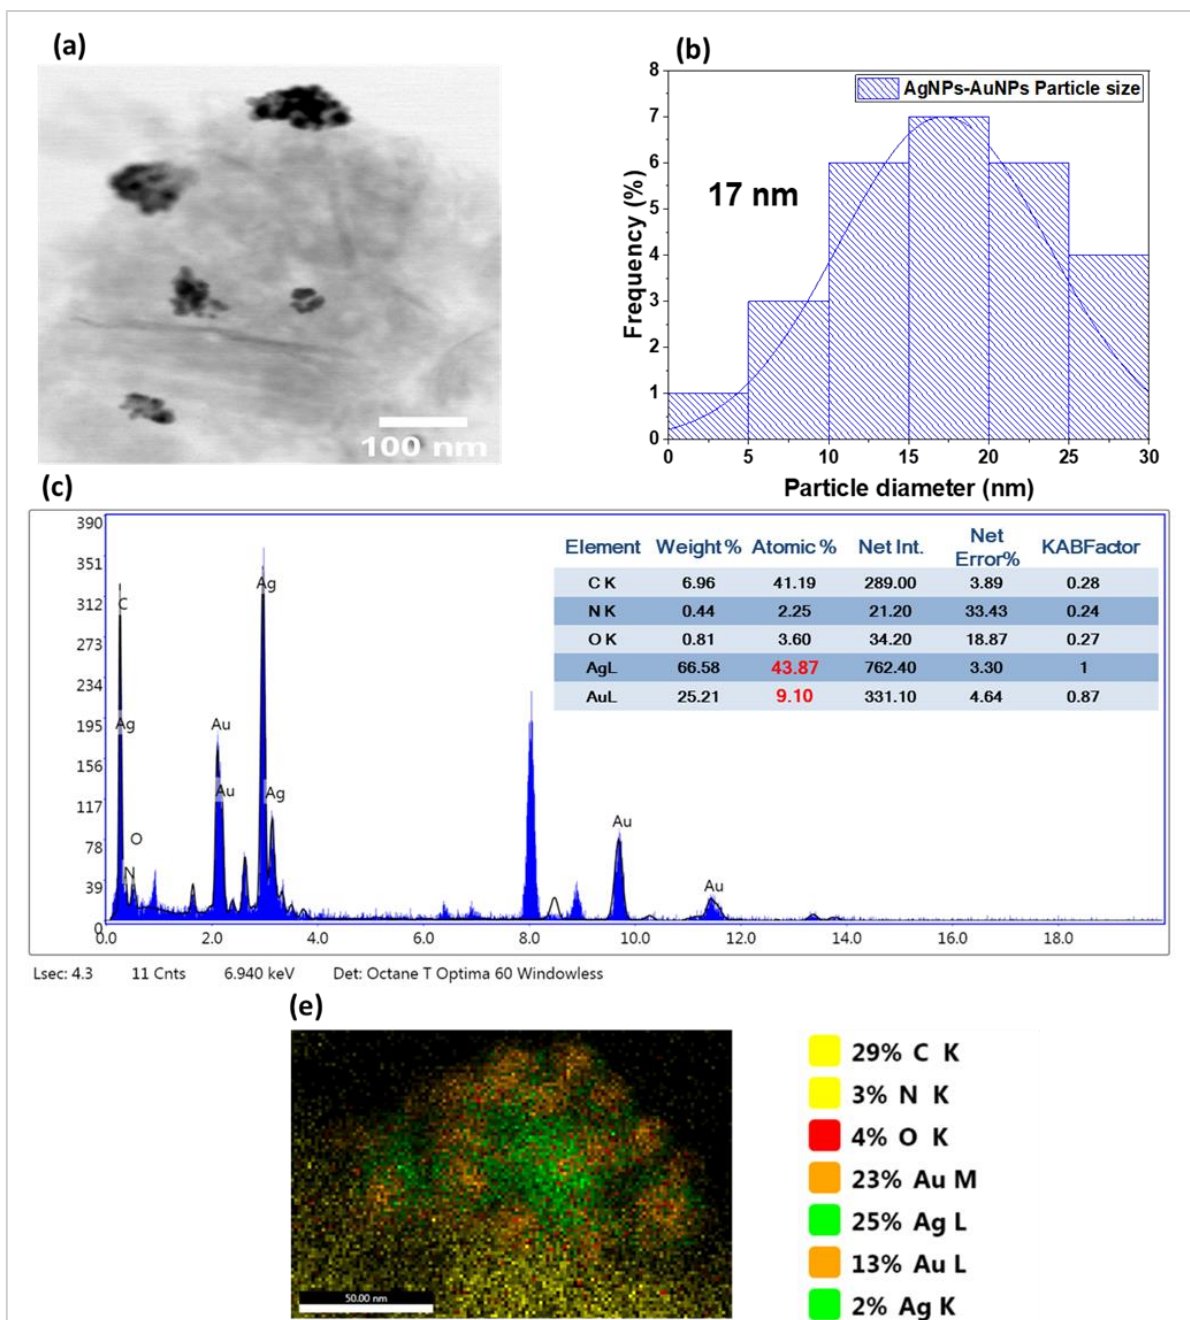 (a)
100 nm
(b)
8
7
6
5
4
3
2
1
0
Frequency (%)
AgNPs-AuNPs Particle size
17 nm
0 5 10 15 20 25 30
Particle diameter (nm)
(c)
390
351
312
273
234
195
156
117
78
39
0
C
Ag
O
N
Au
Au
Ag
Ag
Au
Au
0.0 2.0 4.0 6.0 8.0 10.0 12.0 14.0 16.0 18.0
Element Weight % Atomic % Net Int. Net Error% KABFactor
C K 6.96 41.19 289.00 3.89 0.28
N K 0.44 2.25 21.20 33.43 0.24
O K 0.81 3.60 34.20 18.87 0.27
AgL 66.58 43.87 762.40 3.30 1
AuL 25.21 9.10 331.10 4.64 0.87
Lsec: 4.3 11 Cnts 6.940 keV Det: Octane T Optima 60 Windowless
(e)
50.00 nm
29% C K
3% N K
4% O K
23% Au M
25% Ag L
13% Au L
2% Ag K